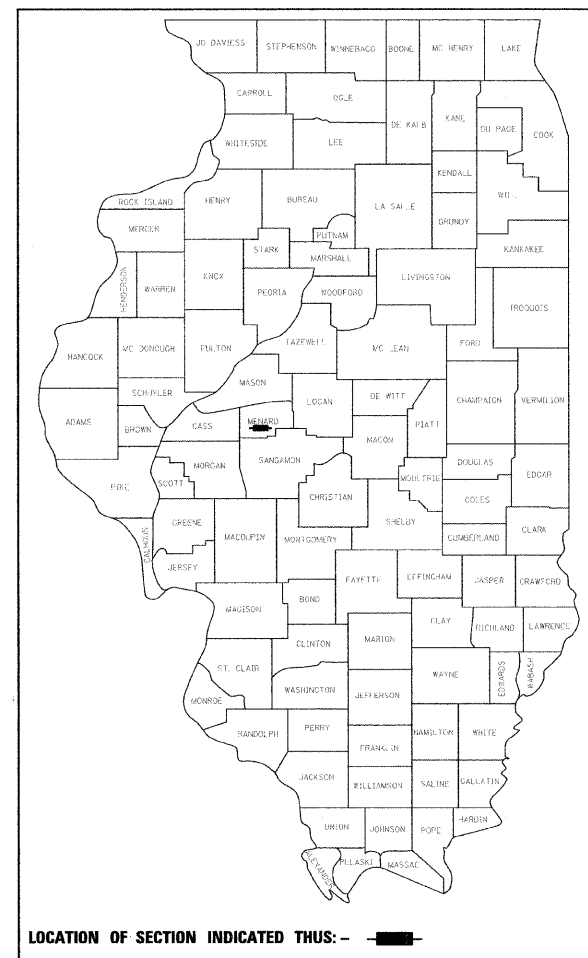 JO DAVIESS STEPHENSON WINNEBAGO BOONE MC HENRY LAKE
CARROLL OGLE DE KALB KANE DU PAGE COOK
WHITESIDE LEE KENDALL WILL
ROCK ISLAND HENRY BUREAU LA SALLE GRUNDY
MERCER PUTNAM KANKAKEE
STARK MARSHALL LIVINGSTON
HENDERSON WARREN KNOX PEORIA WOODFORD IROQUOIS
HANCOCK MC DONOUGH FULTON TAZEWELL MC LEAN FORD
SCHUYLER MASON LOGAN DE WITT CHAMPAIGN VERMILION
ADAMS BROWN CASS MENARD MACON PIATT
MORGAN SANGAMON DOUGLAS EDGAR
PIKE SCOTT CHRISTIAN MOULTRIE COLES
GREENE MACOUPIN MONTGOMERY SHELBY CUMBERLAND CLARK
CALHOUN JERSEY FAYETTE EFFINGHAM JASPER CRAWFORD
MADISON BOND CLAY RICHLAND LAWRENCE
CLINTON MARION
ST. CLAIR WAYNE EDWARDS WABASH
WASHINGTON JEFFERSON
MONROE RANDOLPH PERRY HAMILTON WHITE
FRANKLIN
JACKSON WILLIAMSON SALINE GALLATIN
UNION JOHNSON POPE HARDIN
ALEXANDER PULASKI MASSAC
LOCATION OF SECTION INDICATED THUS: -